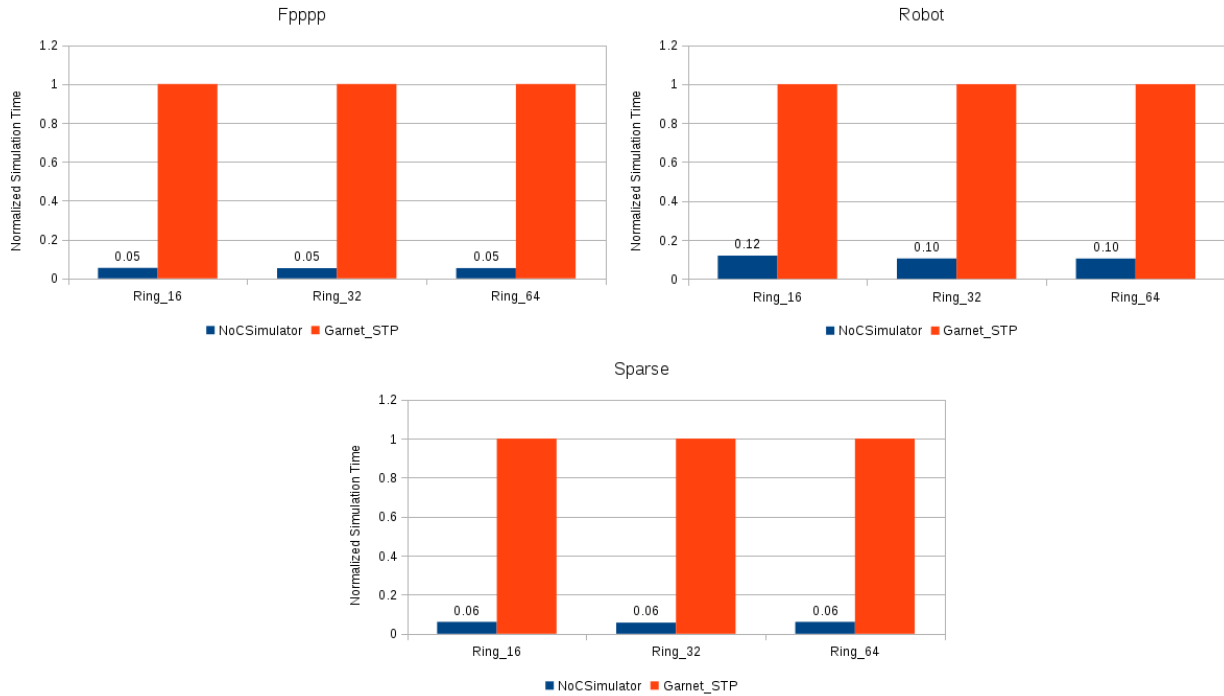 Fpppp
Normalized Simulation Time
1.2
1
0.8
0.6
0.4
0.2
0
0.05
0.05
0.05
Ring_16 Ring_32 Ring_64
NoCSimulator Garnet_STP
Robot
Normalized Simulation Time
1.2
1
0.8
0.6
0.4
0.2
0
0.12
0.10
0.10
Ring_16 Ring_32 Ring_64
NoCSimulator Garnet_STP
Sparse
Normalized Simulation Time
1.2
1
0.8
0.6
0.4
0.2
0
0.06
0.06
0.06
Ring_16 Ring_32 Ring_64
NoCSimulator Garnet_STP